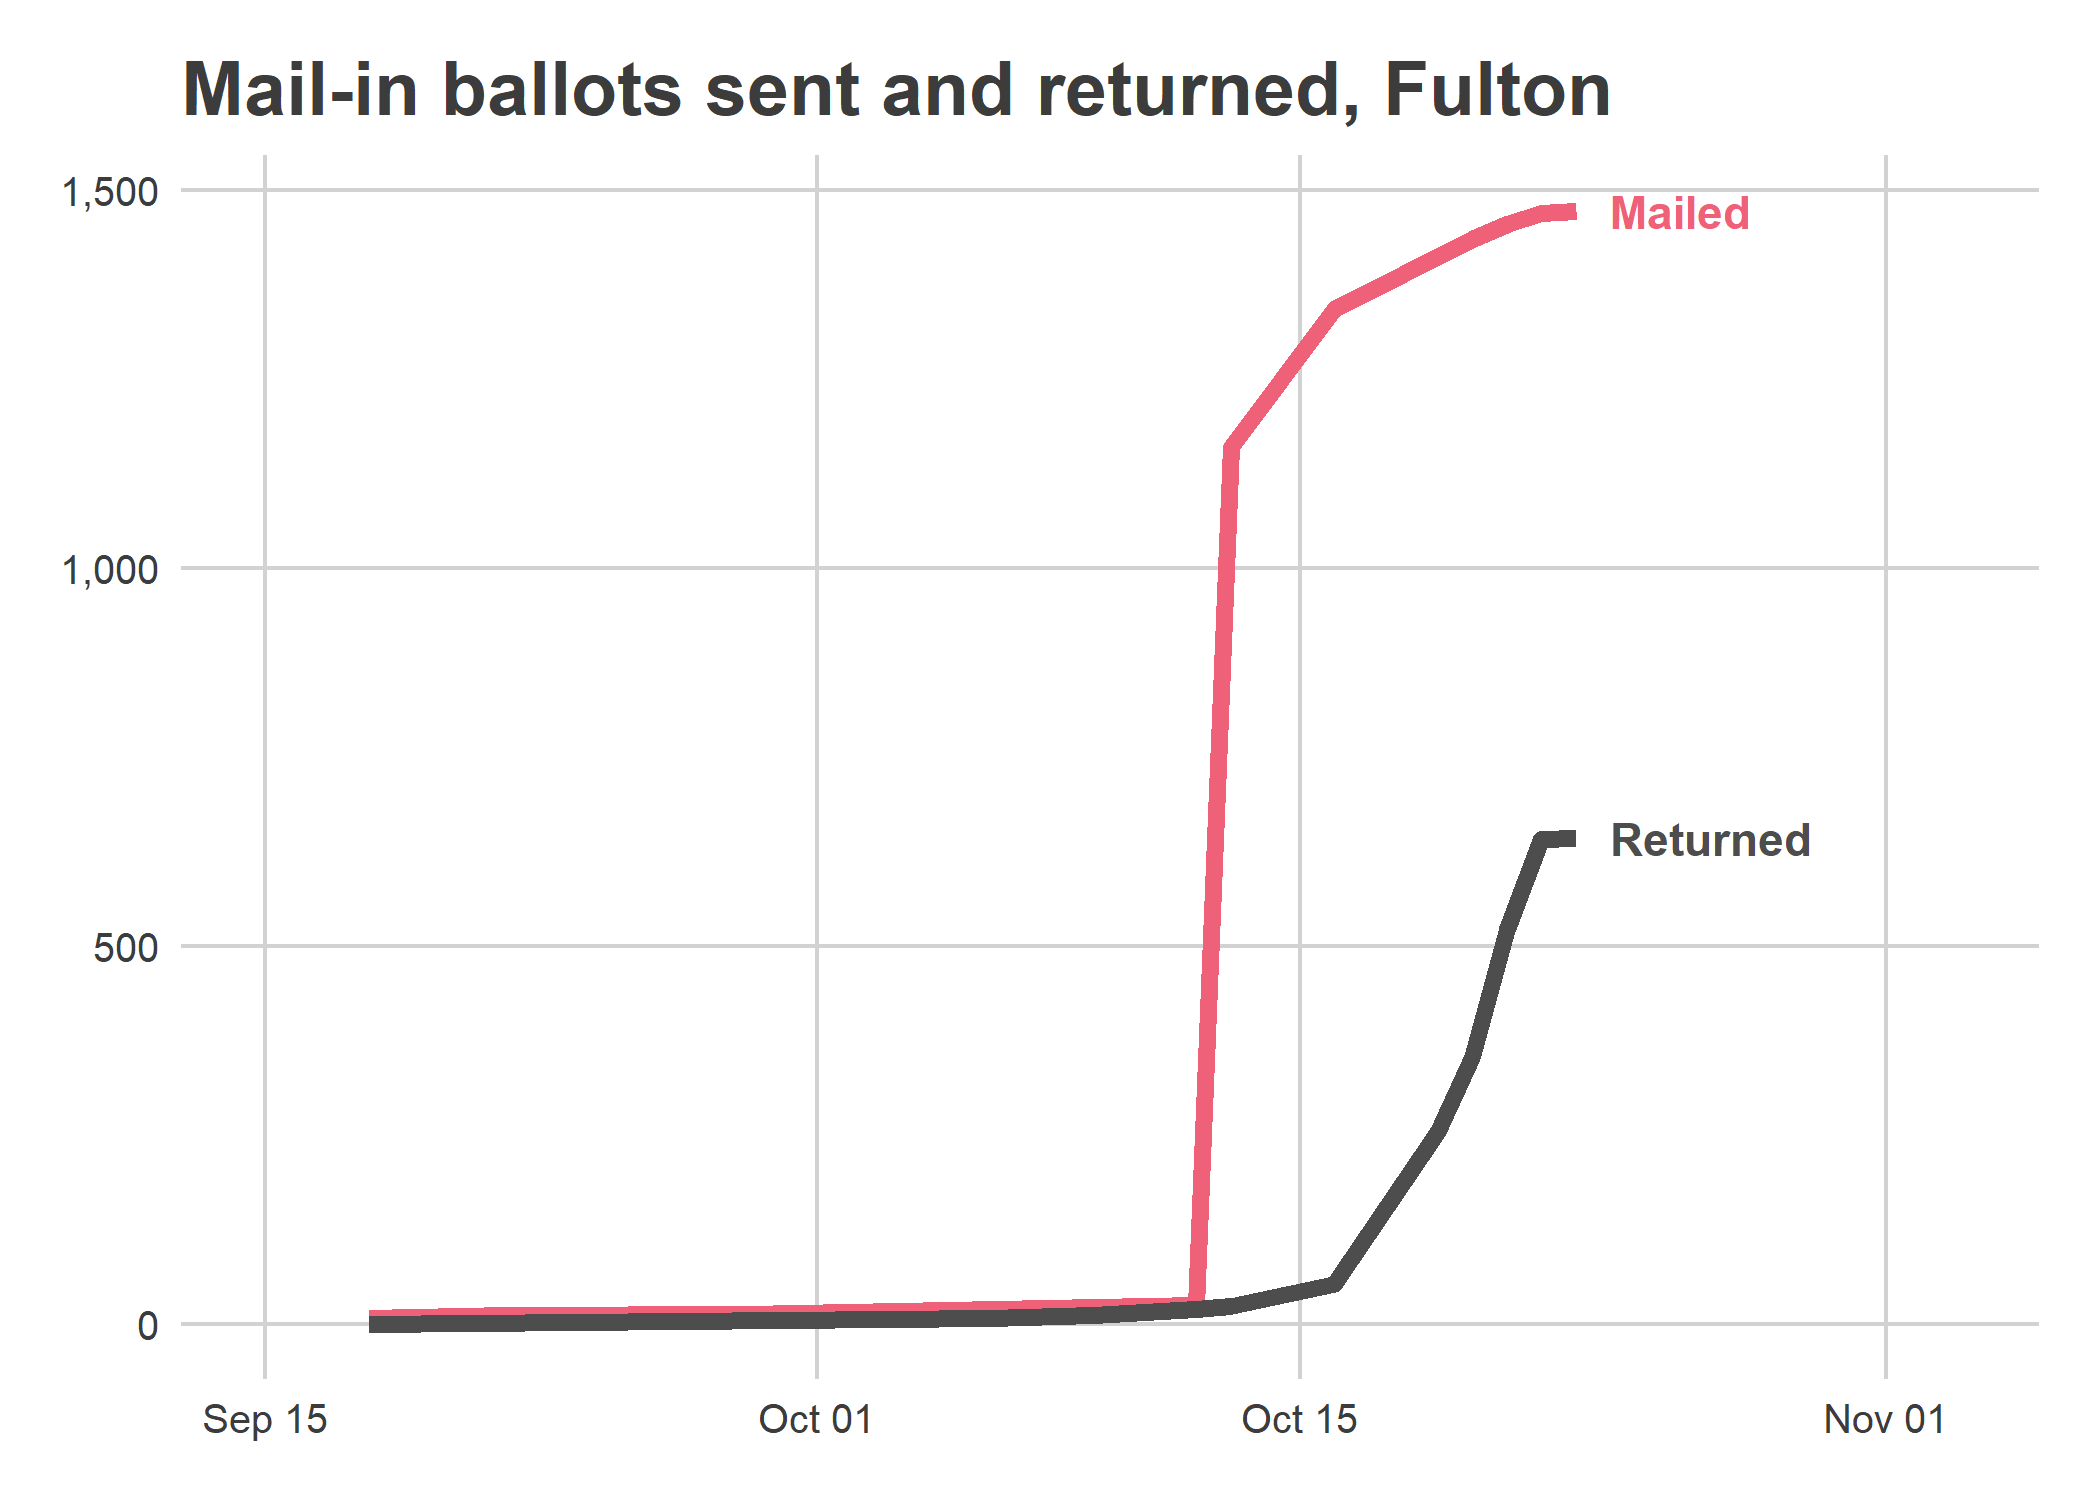 Mail-in ballots sent and returned, Fulton
1,500
Mailed
1,000
Returned
500
0
Sep 15
Oct 01
Oct 15
Nov 01